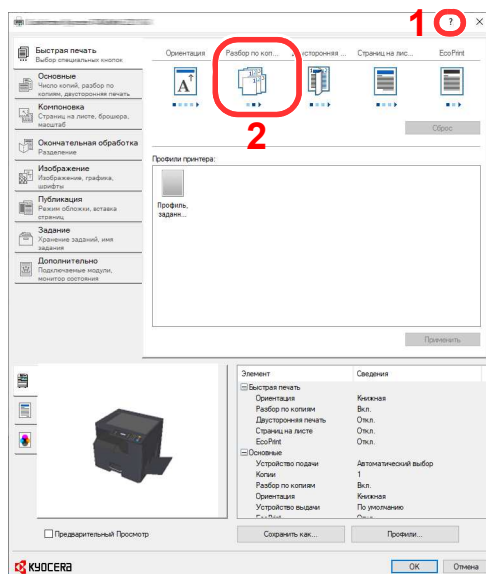 1
?
Быстрая печать
Выбор специальных кнопок
Основные
Число копий, разбор по
копиям, двусторонняя печать
Компоновка
Страниц на листе, брошюра,
масштаб
Окончательная обработка
Разделение
Изображение
Изображение, графика,
шрифты
Публикация
Режим обложки, вставка
страниц
Задание
Хранение заданий, имя
задания
Дополнительно
Подключаемые модули,
монитор состояния
Ориентация
Разбор по коп...
Страниц на лис...
EcoPrint
2
Сброс
Профили принтера:
Профиль,
заданн...
Применить
Элемент Сведения
Быстрая печать
Ориентация Книжная
Разбор по копиям Вкл.
Двусторонняя печать Откл.
Страниц на листе Откл.
EcoPrint Откл.
Основные
Устройство подачи Автоматический выбор
Копии 1
Разбор по копиям Вкл.
Ориентация Книжная
Устройство выдачи По умолчанию
Предварительный Просмотр
Сохранить как...
Профили...
KYOCERA
OK
Отмена